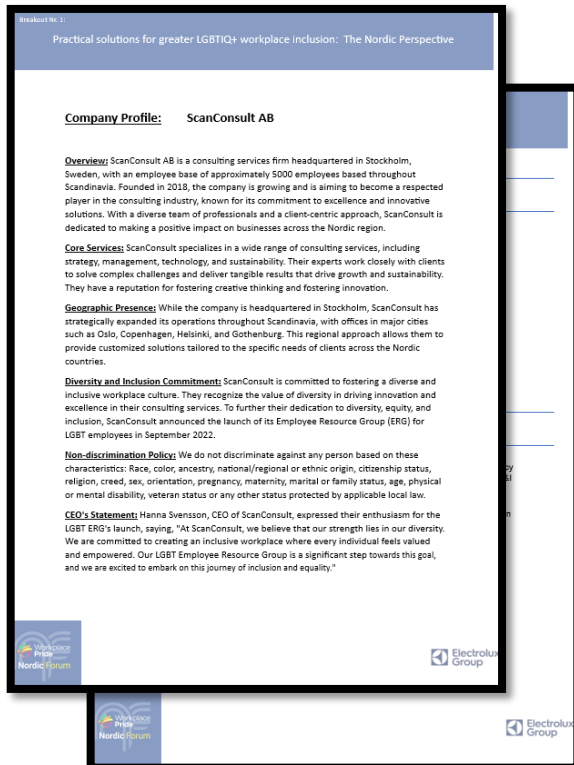 Breakout Nr. 1:
Practical solutions for greater LGBTIQ+ workplace inclusion: The Nordic Perspective
Company Profile: ScanConsult AB
Overview: ScanConsult AB is a consulting services firm headquartered in Stockholm,
Sweden, with an employee base of approximately 5000 employees based throughout
Scandinavia. Founded in 2018, the company is growing and is aiming to become a respected
player in the consulting industry, known for its commitment to excellence and innovative
solutions. With a diverse team of professionals and a client-centric approach, ScanConsult is
dedicated to making a positive impact on businesses across the Nordic region.
Core Services: ScanConsult specializes in a wide range of consulting services, including
strategy, management, technology, and sustainability. Their experts work closely with clients
to solve complex challenges and deliver tangible results that drive growth and sustainability.
They have a reputation for fostering creative thinking and fostering innovation.
Geographic Presence: While the company is headquartered in Stockholm, ScanConsult has
strategically expanded its operations throughout Scandinavia, with offices in major cities
such as Oslo, Copenhagen, Helsinki, and Gothenburg. This regional approach allows them to
provide customized solutions tailored to the specific needs of clients across the Nordic
countries.
Diversity and Inclusion Commitment: ScanConsult is committed to fostering a diverse and
inclusive workplace culture. They recognize the value of diversity in driving innovation and
excellence in their consulting services. To further their dedication to diversity, equity, and
inclusion, ScanConsult announced the launch of its Employee Resource Group (ERG) for
LGBT employees in September 2022.
Non-discrimination Policy: We do not discriminate against any person based on these
characteristics: Race, color, ancestry, national/regional or ethnic origin, citizenship status,
religion, creed, sex, orientation, pregnancy, maternity, marital or family status, age, physical
or mental disability, veteran status or any other status protected by applicable local law.
CEO's Statement: Hanna Svensson, CEO of ScanConsult, expressed their enthusiasm for the
LGBT ERG's launch, saying, "At ScanConsult, we believe that our strength lies in our diversity.
We are committed to creating an inclusive workplace where every individual feels valued
and empowered. Our LGBT Employee Resource Group is a significant step towards this goal,
and we are excited to embark on this journey of inclusion and equality."
Workplace
Pride
Nordic Forum
Electrolux
Group
Workplace
Pride
Nordic Forum
Electrolux
Group